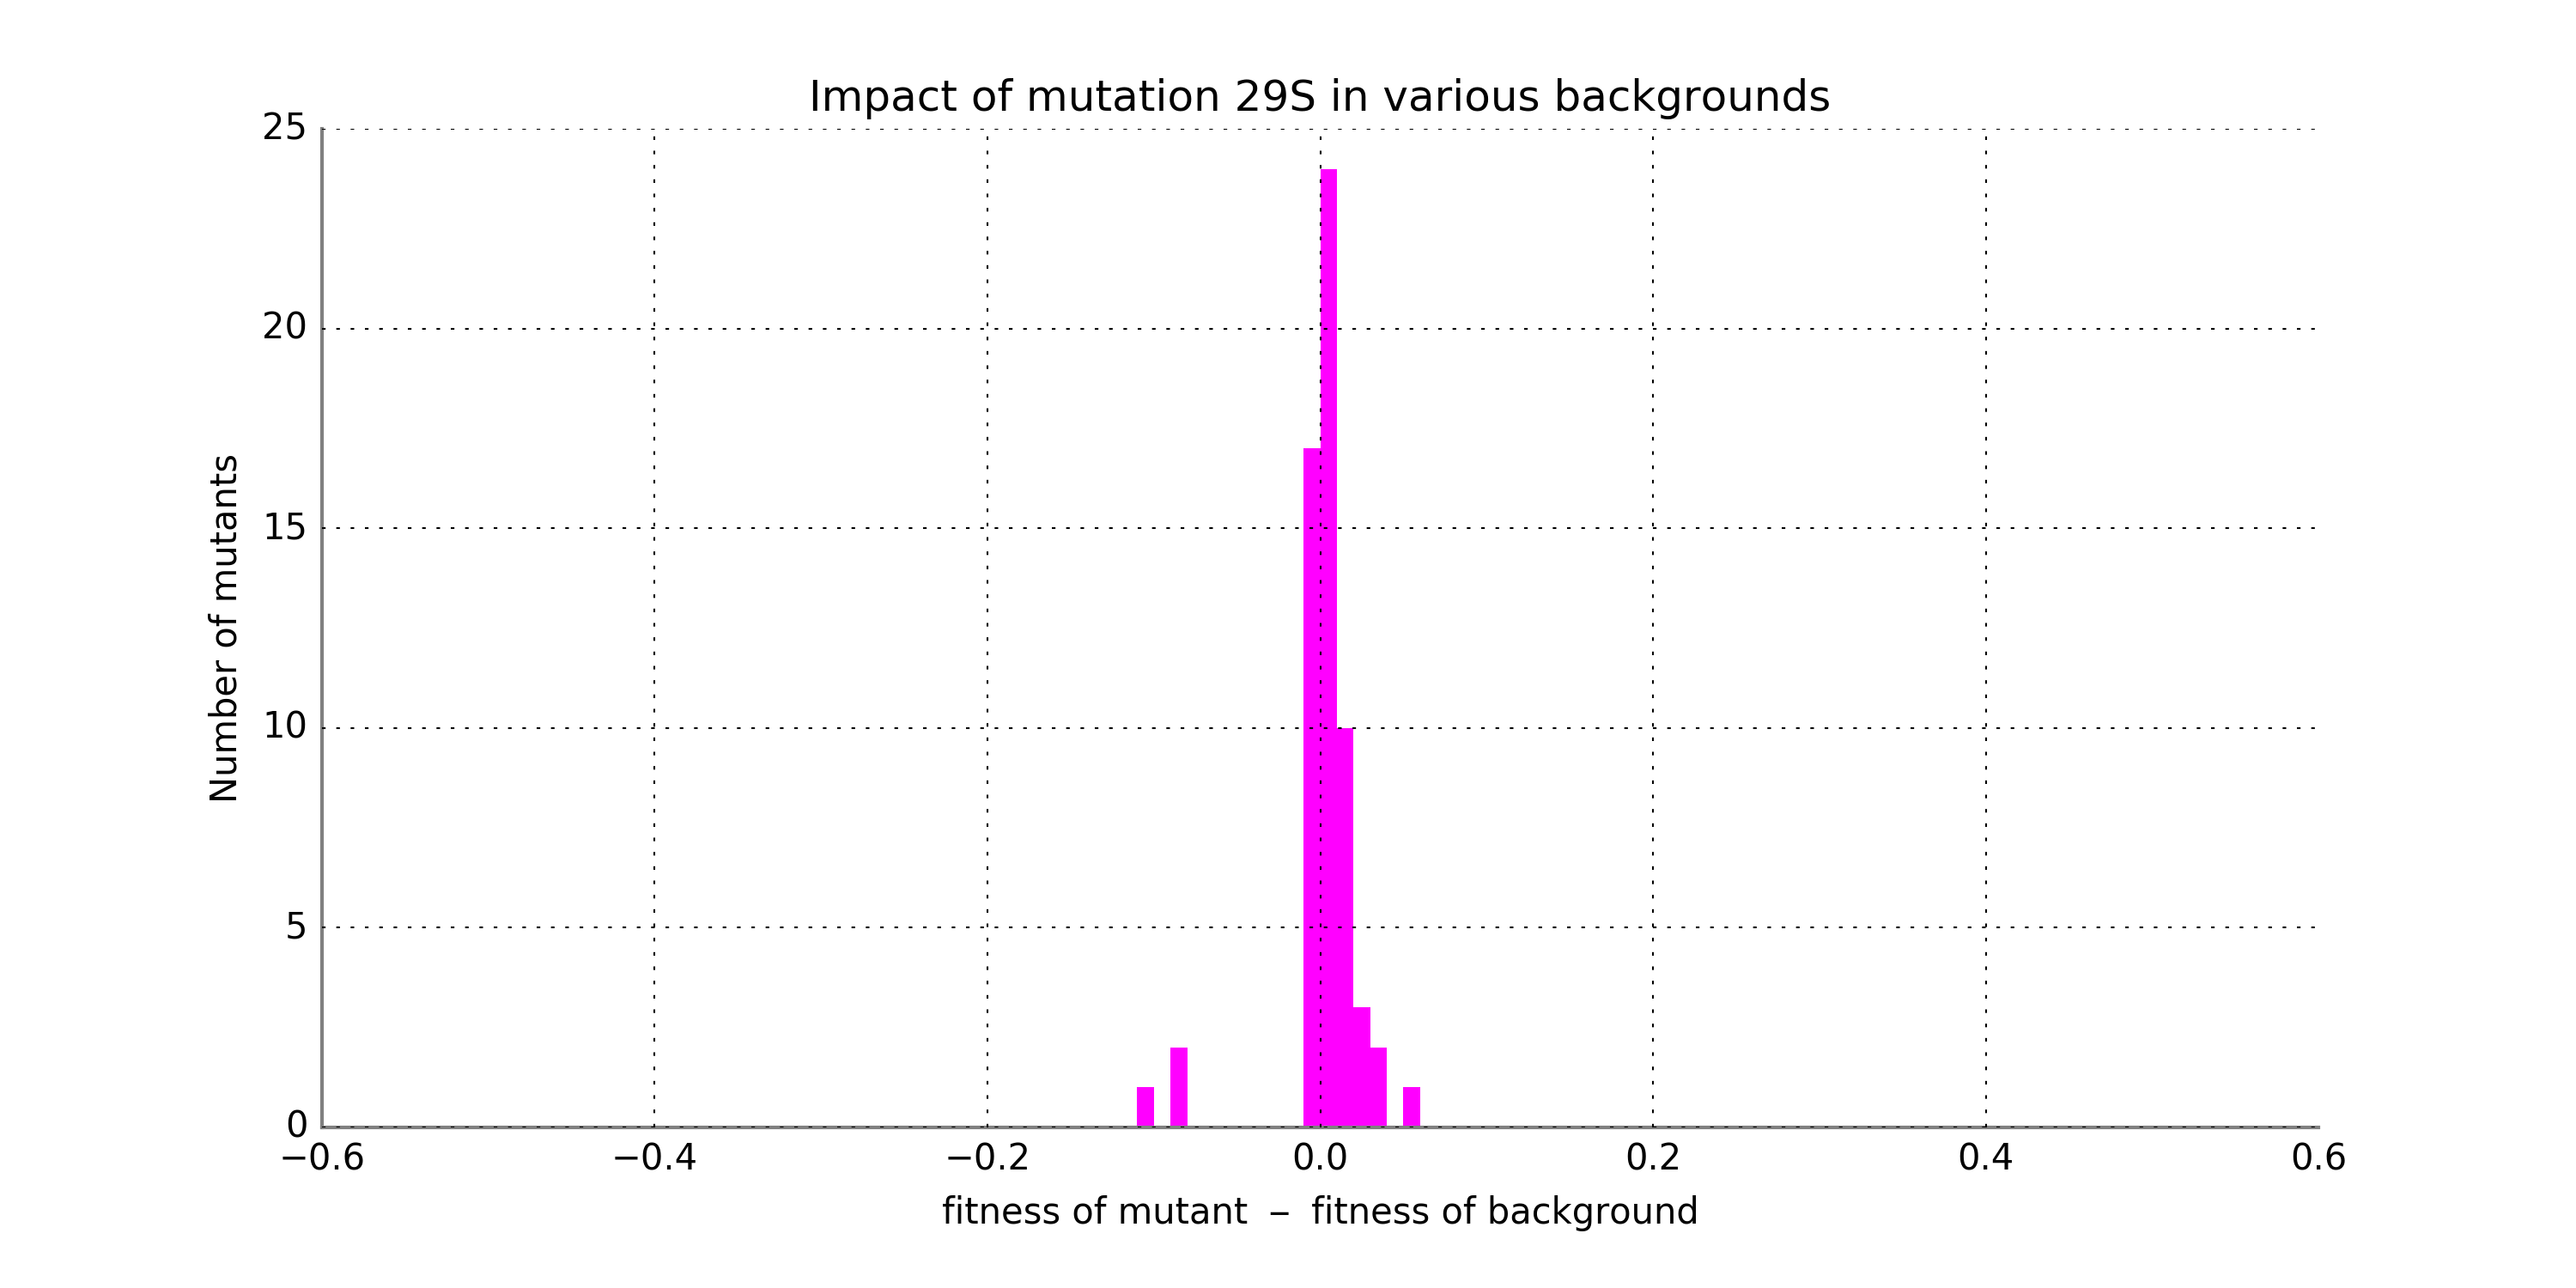 Impact of mutation 29S in various backgrounds
25
20
15
10
5
0
Number of mutants
−0.6 −0.4 −0.2 0.0 0.2 0.4 0.6
fitness of mutant − fitness of background